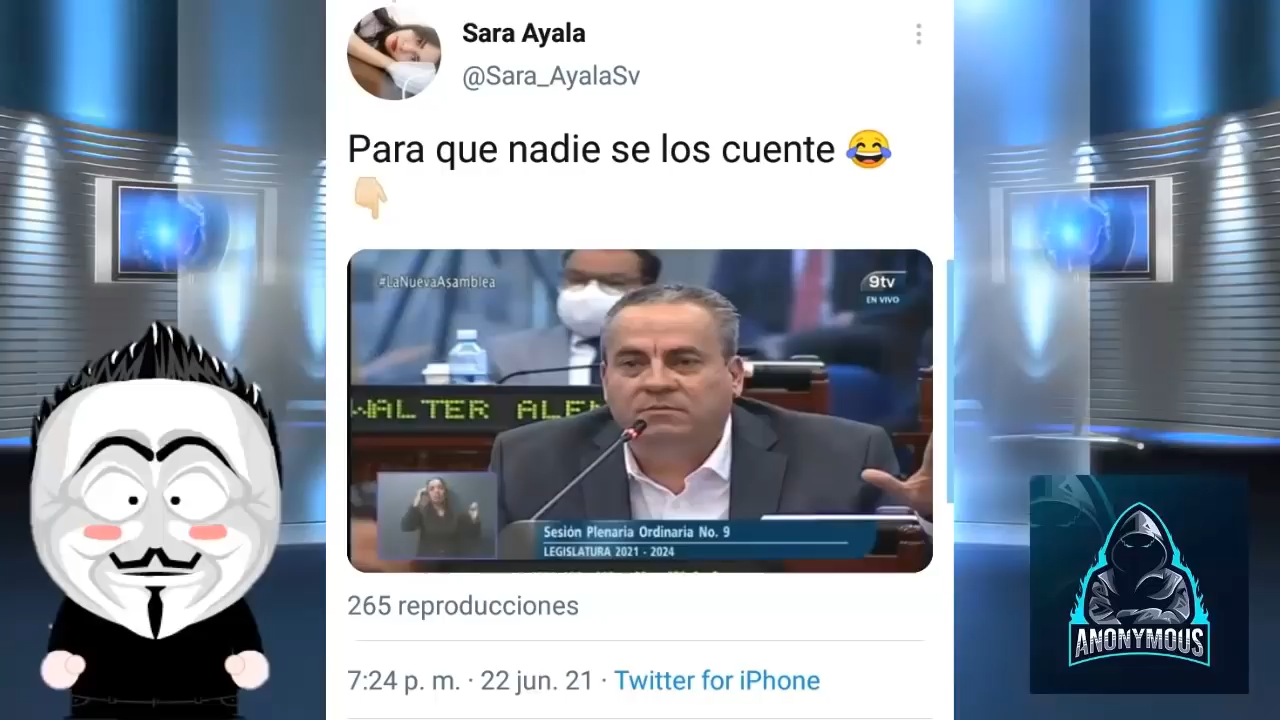 Sara Ayala
@Sara_AyalaSv
Para que nadie se los cuente 😂
👇🏻
#LaNuevaAsamblea
9tv
EN VIVO
WALTER
Sesión Plenaria Ordinaria No. 9
LEGISLATURA 2021 - 2024
265 reproducciones
7:24 p. m. · 22 jun. 21 · Twitter for iPhone
ANONYMOUS